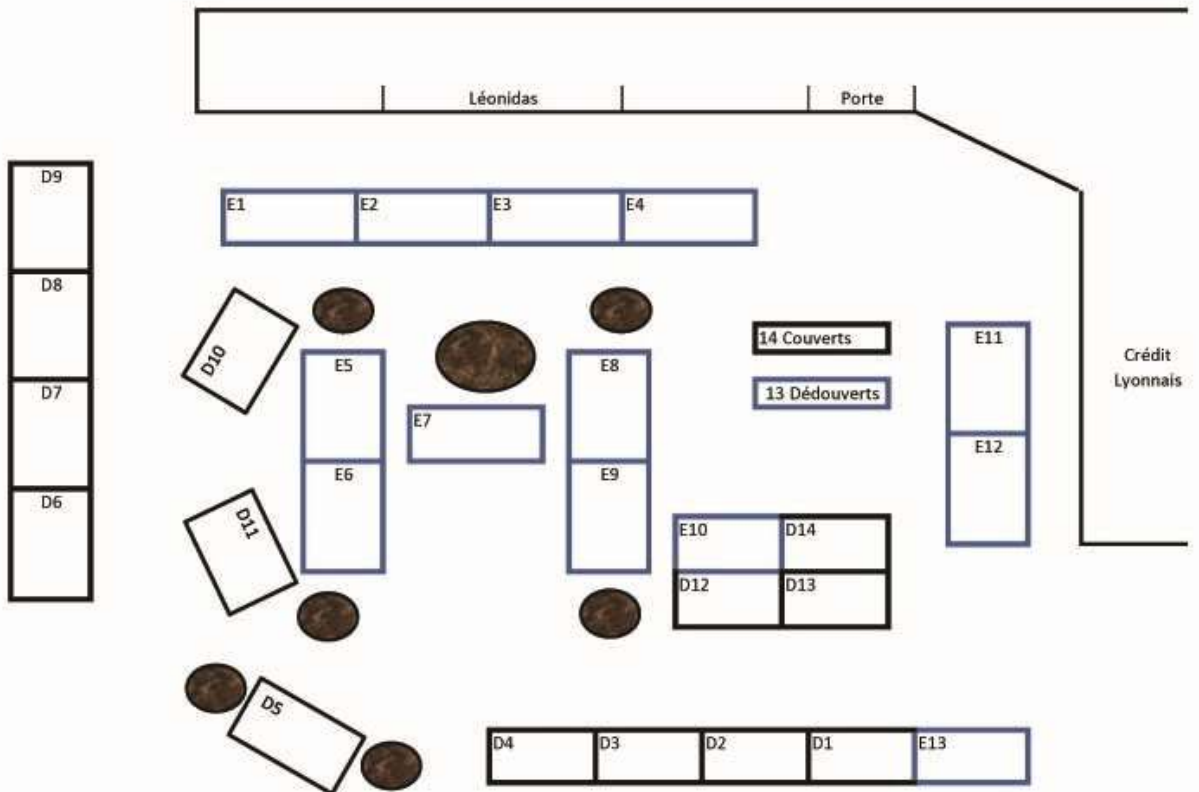 Léonidas
Porte
D9
D8
D7
D6
E1
E2
E3
E4
D10
E5
E8
14 Couverts
13 Dédouverts
E11
Crédit
Lyonnais
E7
E12
E6
E9
D11
E10
D14
D12
D13
D5
D4
D3
D2
D1
E13